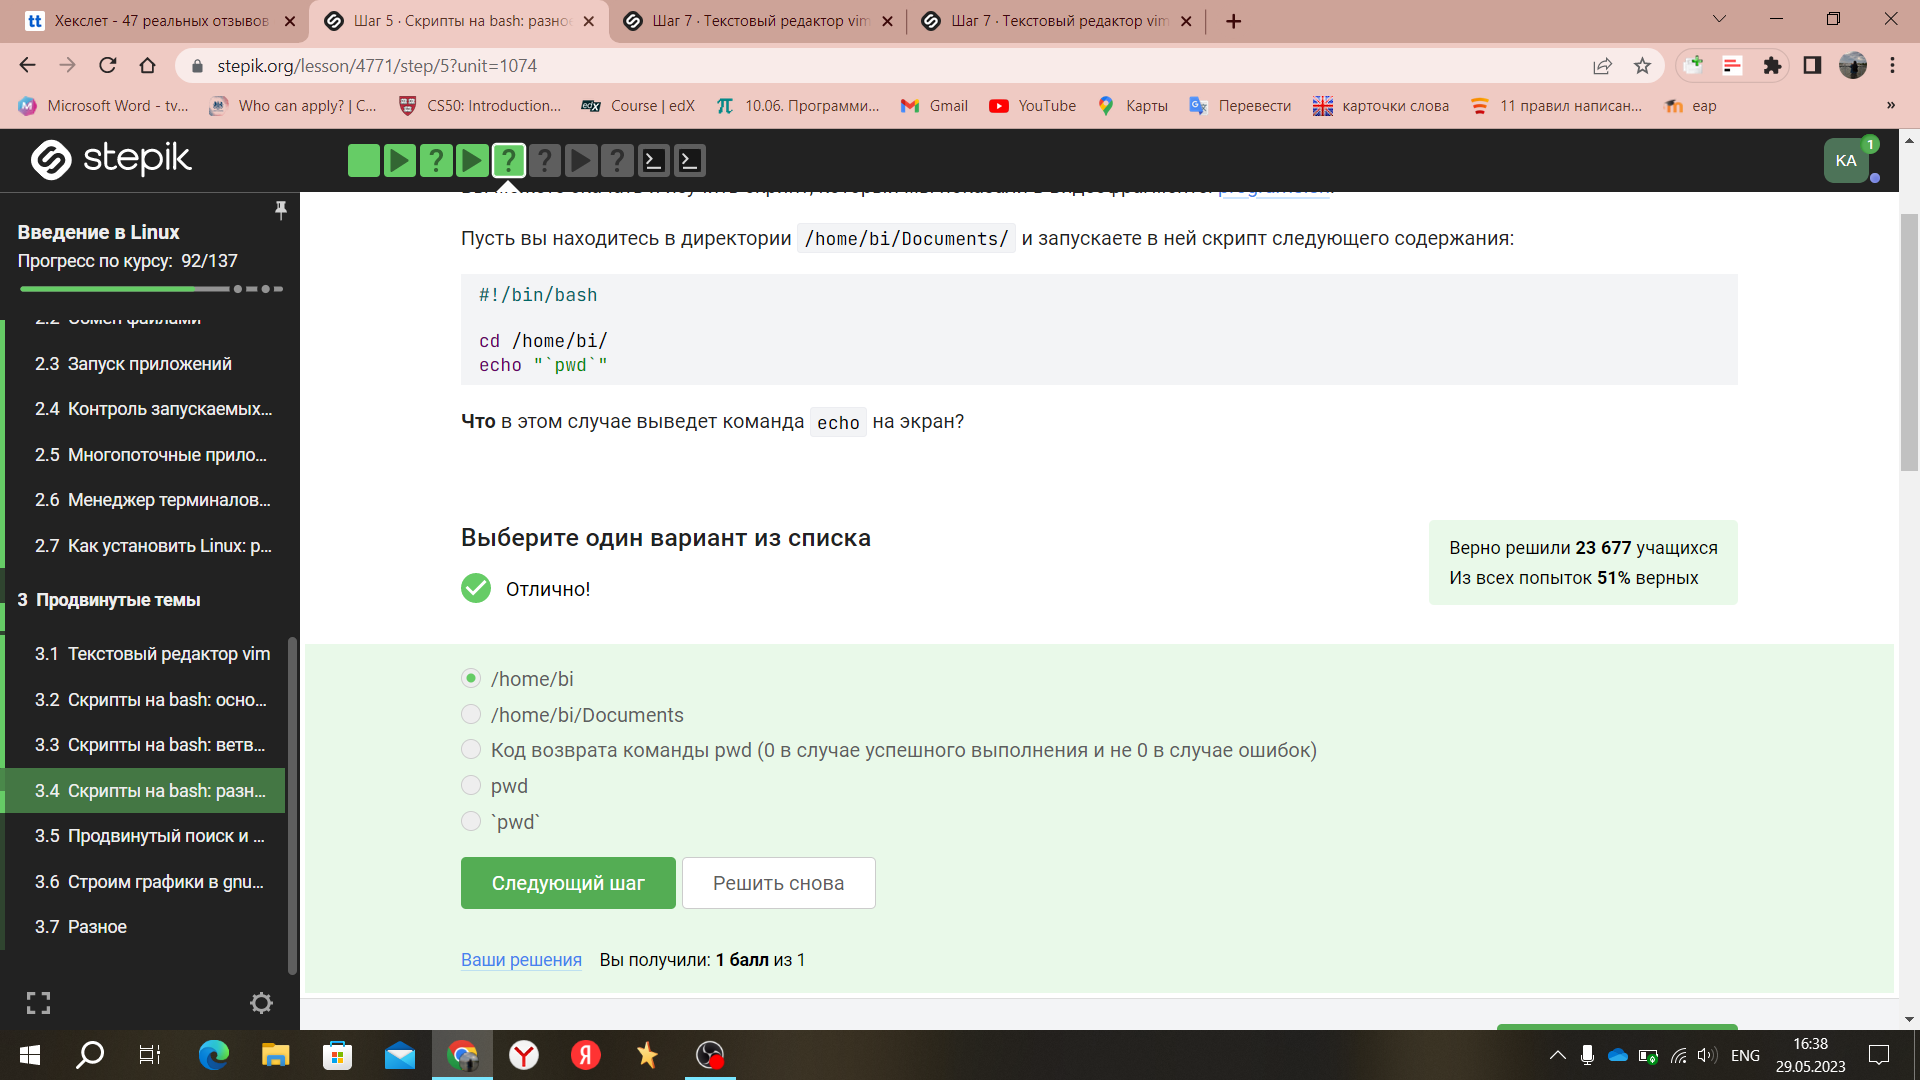 Хекслет - 47 реальных отзывов
Шаг 5 · Скрипты на bash: разно
Шаг 7 · Текстовый редактор vim
Шаг 7 · Текстовый редактор vim
stepik.org/lesson/4771/step/5?unit=1074
Microsoft Word - tv...
Who can apply? | C...
CS50: Introduction...
edX
Course | edX
10.06. Программи...
Gmail
YouTube
Карты
Перевести
карточки слова
11 правил написан...
eap
»
stepik
KA
1
Введение в Linux
Прогресс по курсу: 92/137
2.2 Обмен файлами
2.3 Запуск приложений
2.4 Контроль запускаемых...
2.5 Многопоточные прило...
2.6 Менеджер терминалов...
2.7 Как установить Linux: р...
3 Продвинутые темы
3.1 Текстовый редактор vim
3.2 Скрипты на bash: осно...
3.3 Скрипты на bash: ветв...
3.4 Скрипты на bash: разн...
3.5 Продвинутый поиск и ...
3.6 Строим графики в gnu...
3.7 Разное
Пусть вы находитесь в директории /home/bi/Documents/ и запускаете в ней скрипт следующего содержания:
#!/bin/bash
cd /home/bi/
echo "`pwd`"
Что в этом случае выведет команда echo на экран?
Выберите один вариант из списка
Отлично!
Верно решили 23 677 учащихся
Из всех попыток 51% верных
/home/bi
/home/bi/Documents
Код возврата команды pwd (0 в случае успешного выполнения и не 0 в случае ошибок)
pwd
`pwd`
Следующий шаг
Решить снова
Ваши решения Вы получили: 1 балл из 1
ENG
16:38
29.05.2023